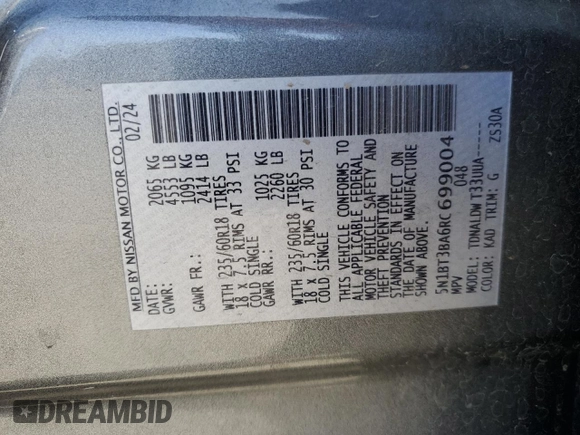 MFD BY NISSAN MOTOR CO., LTD.
DATE: 02/24
GVWR: 2065 KG
4553 LB
GAWR FR.: 1095 KG
2414 LB
WITH 235/60R18 TIRES
18 X 7.5 RIMS AT 33 PSI
COLD SINGLE
GAWR RR.: 1025 KG
2260 LB
WITH 235/60R18 TIRES
18 X 7.5 RIMS AT 30 PSI
COLD SINGLE
THIS VEHICLE CONFORMS TO
ALL APPLICABLE FEDERAL
MOTOR VEHICLE SAFETY AND
THEFT PREVENTION
STANDARDS IN EFFECT ON
THE DATE OF MANUFACTURE
SHOWN ABOVE.
5N1BT3BA6RC699004
MPV 048
MODEL: TDNALDWT33UUA-----
COLOR: KAD TRIM: G ZS30A
DREAMBID